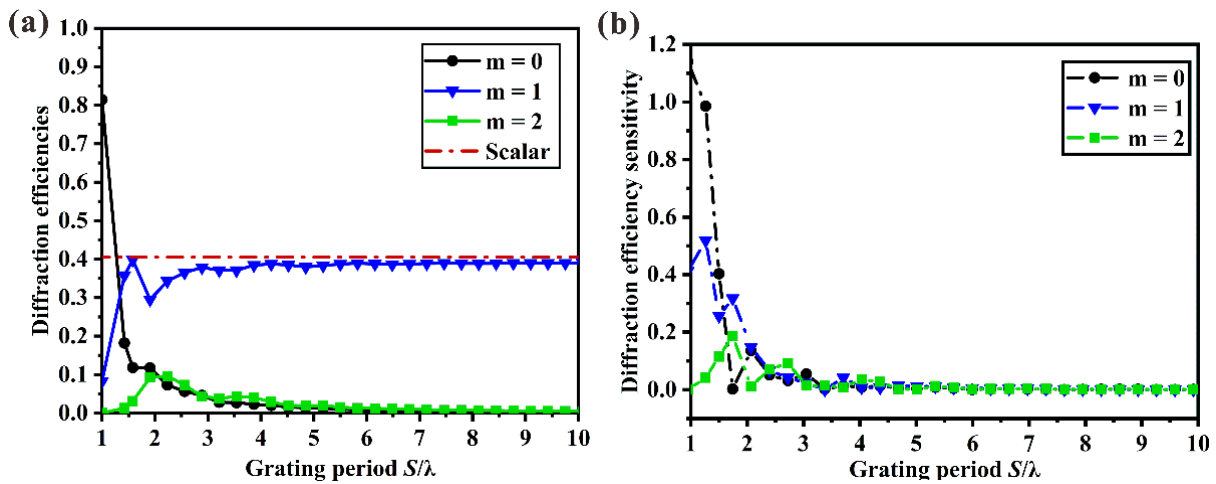 (a)
Diffraction efficiencies
1.0
0.9
0.8
0.7
0.6
0.5
0.4
0.3
0.2
0.1
0.0
m = 0
m = 1
m = 2
Scalar
1 2 3 4 5 6 7 8 9 10
Grating period S/λ
(b)
Diffraction efficiency sensitivity
1.2
1.0
0.8
0.6
0.4
0.2
0.0
m = 0
m = 1
m = 2
1 2 3 4 5 6 7 8 9 10
Grating period S/λ